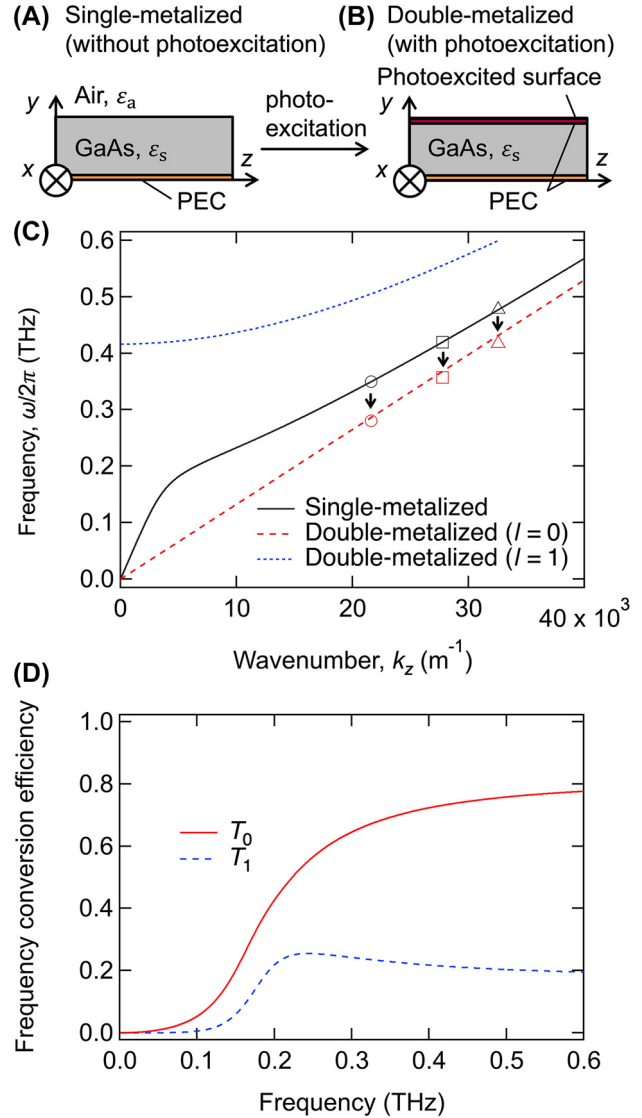 (A) Single-metalized
(without photoexcitation)
(B) Double-metalized
(with photoexcitation)
Photoexcited surface
y
Air, εa
GaAs, εs
x
z
PEC
photo-
excitation
y
GaAs, εs
x
z
PEC
(C)
Frequency, ω/2π (THz)
0.6
0.5
0.4
0.3
0.2
0.1
0.0
Single-metalized
Double-metalized (l = 0)
Double-metalized (l = 1)
0 10 20 30 40 x 10³
Wavenumber, kz (m⁻¹)
(D)
Frequency conversion efficiency
1.0
0.8
0.6
0.4
0.2
0.0
T0
T1
0.0 0.1 0.2 0.3 0.4 0.5 0.6
Frequency (THz)